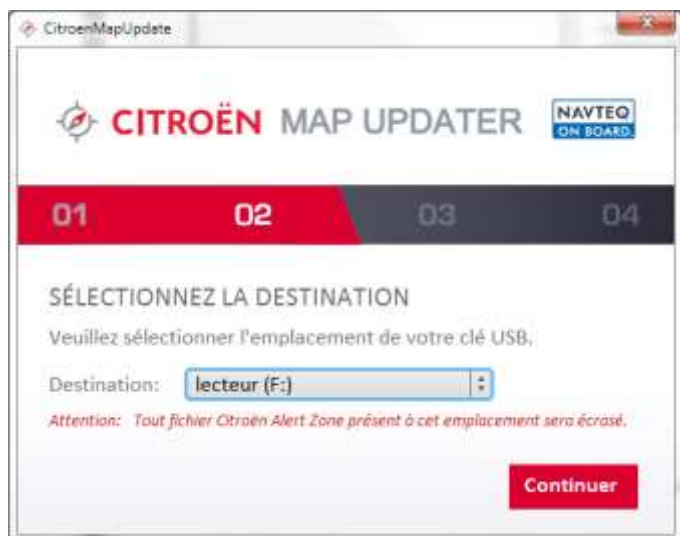 CitroenMapUpdate
CITROËN MAP UPDATER
NAVTEQ
ON BOARD
01 02 03 04
SÉLECTIONNEZ LA DESTINATION
Veuillez sélectionner l'emplacement de votre clé USB.
Destination: lecteur (F:)
Attention: Tout fichier Citroën Alert Zone présent à cet emplacement sera écrasé.
Continuer